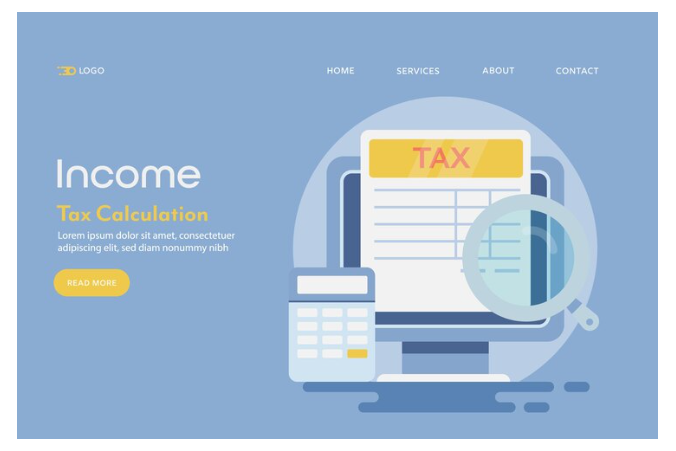 LOGO
HOME SERVICES ABOUT CONTACT
TAX
Income
Tax Calculation
Lorem ipsum dolor sit amet, consectetuer
adipiscing elit, sed diam nonummy nibh
READ MORE